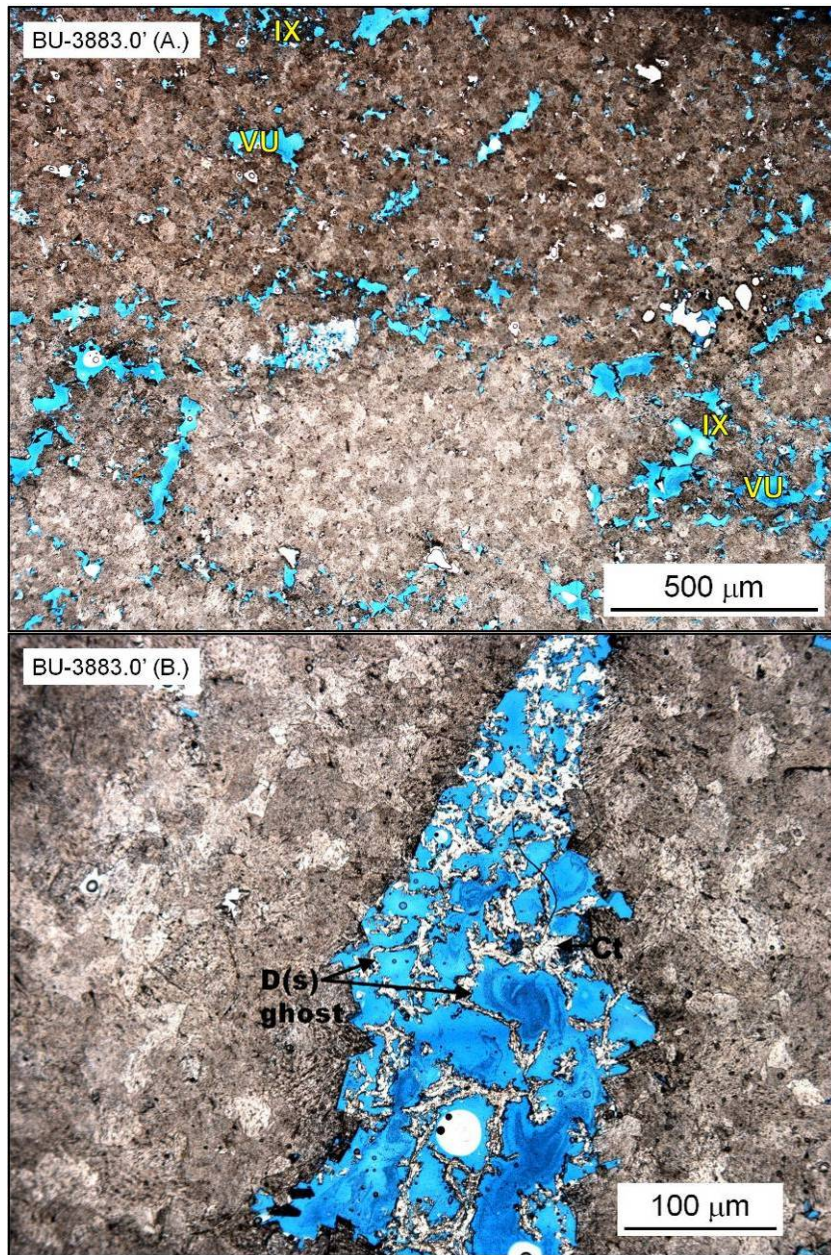 BU-3883.0' (A.)
IX
VU
IX
VU
500 μm
BU-3883.0' (B.)
Ct
D(s)
ghost
100 μm